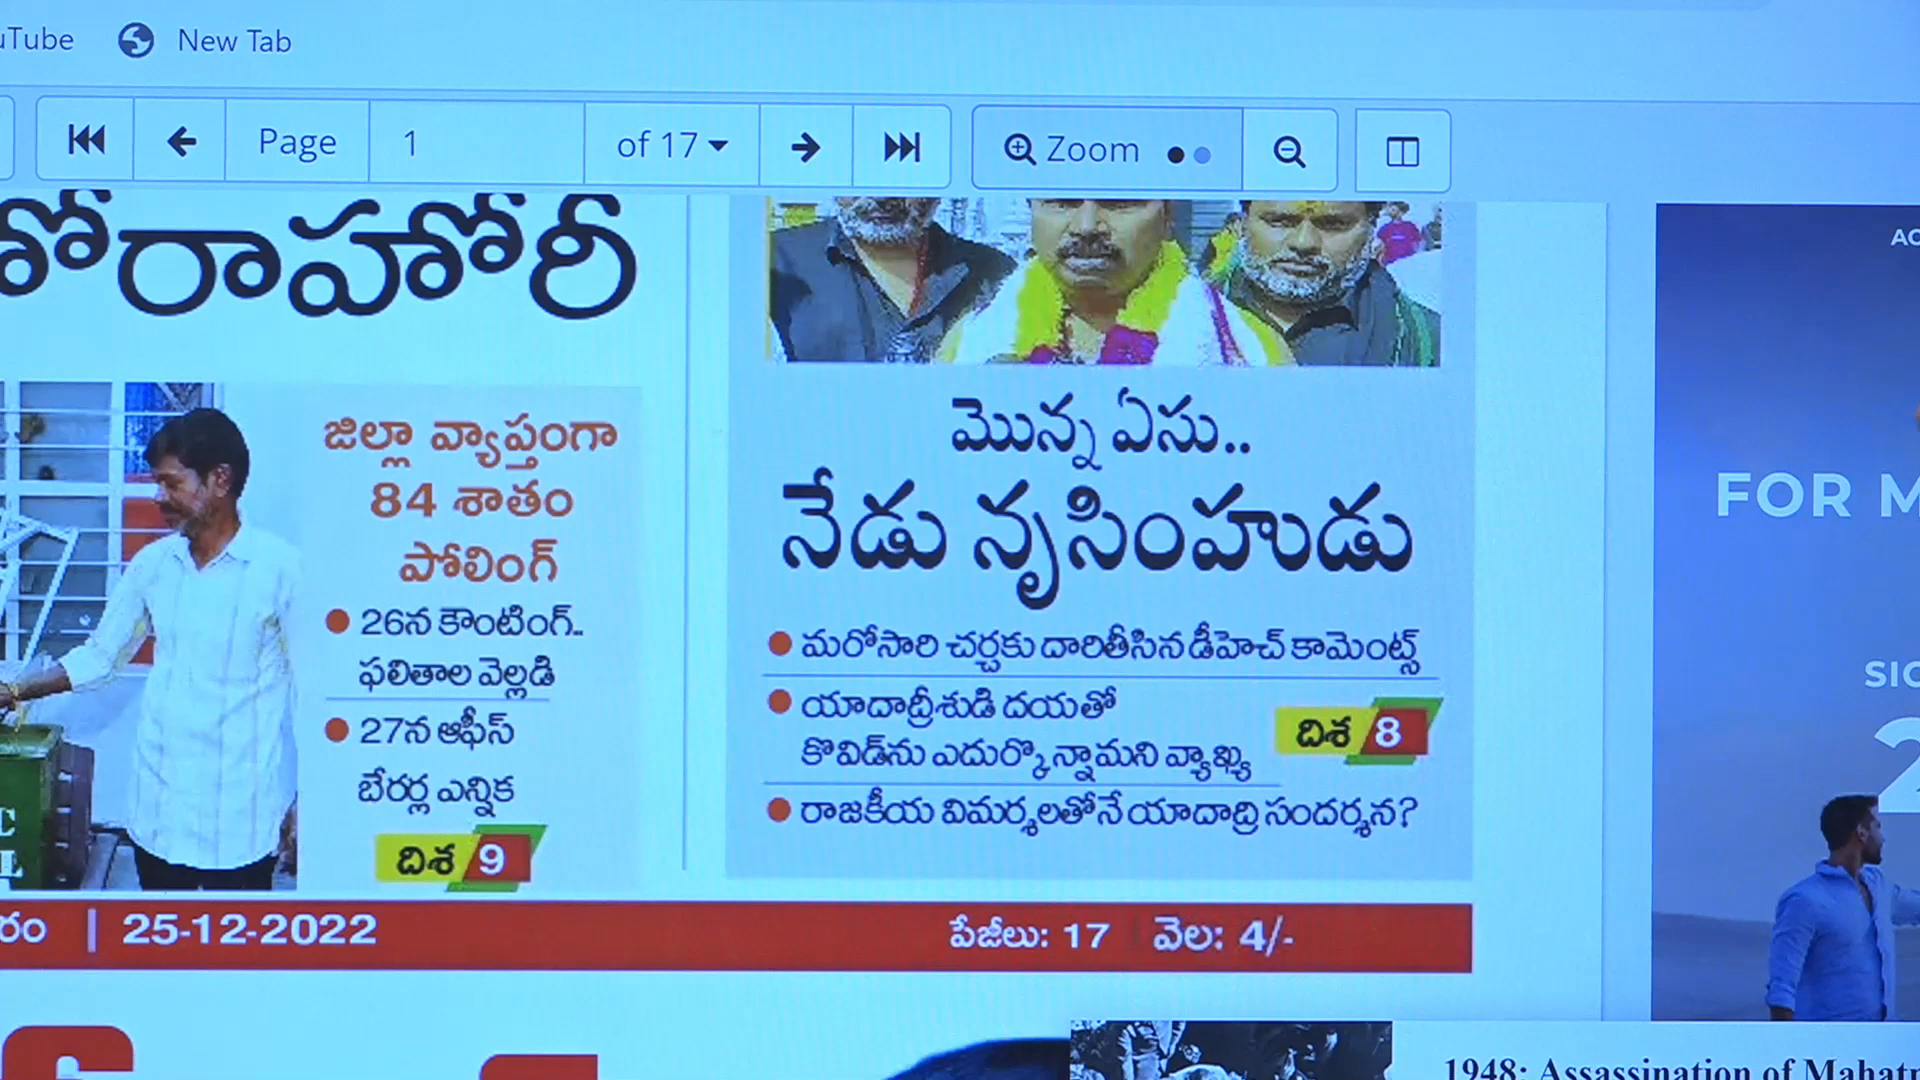 New Tab
Page 1 of 17 Zoom
జిల్లా వ్యాప్తంగా
84 శాతం
పోలింగ్
26న కౌంటింగ్..
ఫలితాల వెల్లడి
27న ఆఫీస్
బేరర్ల ఎన్నిక
దిశ 9
మొన్న ఏసు..
నేడు నృసింహుడు
మరోసారి చర్చకు దారితీసిన డీహెచ్ కామెంట్స్
యాదాద్రీశుడి దయతో
కొవిడ్‌ను ఎదుర్కొన్నామని వ్యాఖ్య
దిశ 8
రాజకీయ విమర్శలతోనే యాదాద్రి సందర్శన?
25-12-2022 పేజీలు: 17 వెల: 4/-
FOR
1948: Assassination of